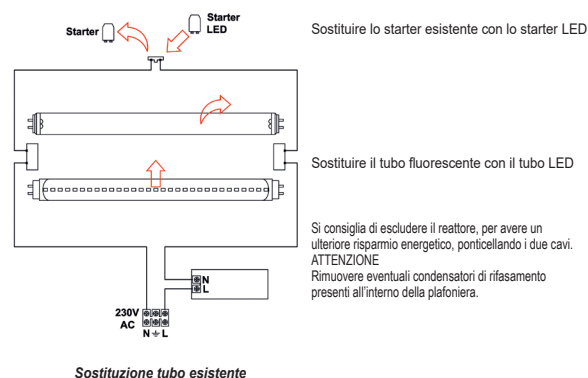 Starter
Starter
LED
Sostituire lo starter esistente con lo starter LED
Sostituire il tubo fluorescente con il tubo LED
Si consiglia di escludere il reattore, per avere un
ulteriore risparmio energetico, ponticellando i due cavi.
ATTENZIONE
Rimuovere eventuali condensatori di rifasamento
presenti all'interno della plafoniera.
N
L
230V
AC
N ⏚ L
Sostituzione tubo esistente